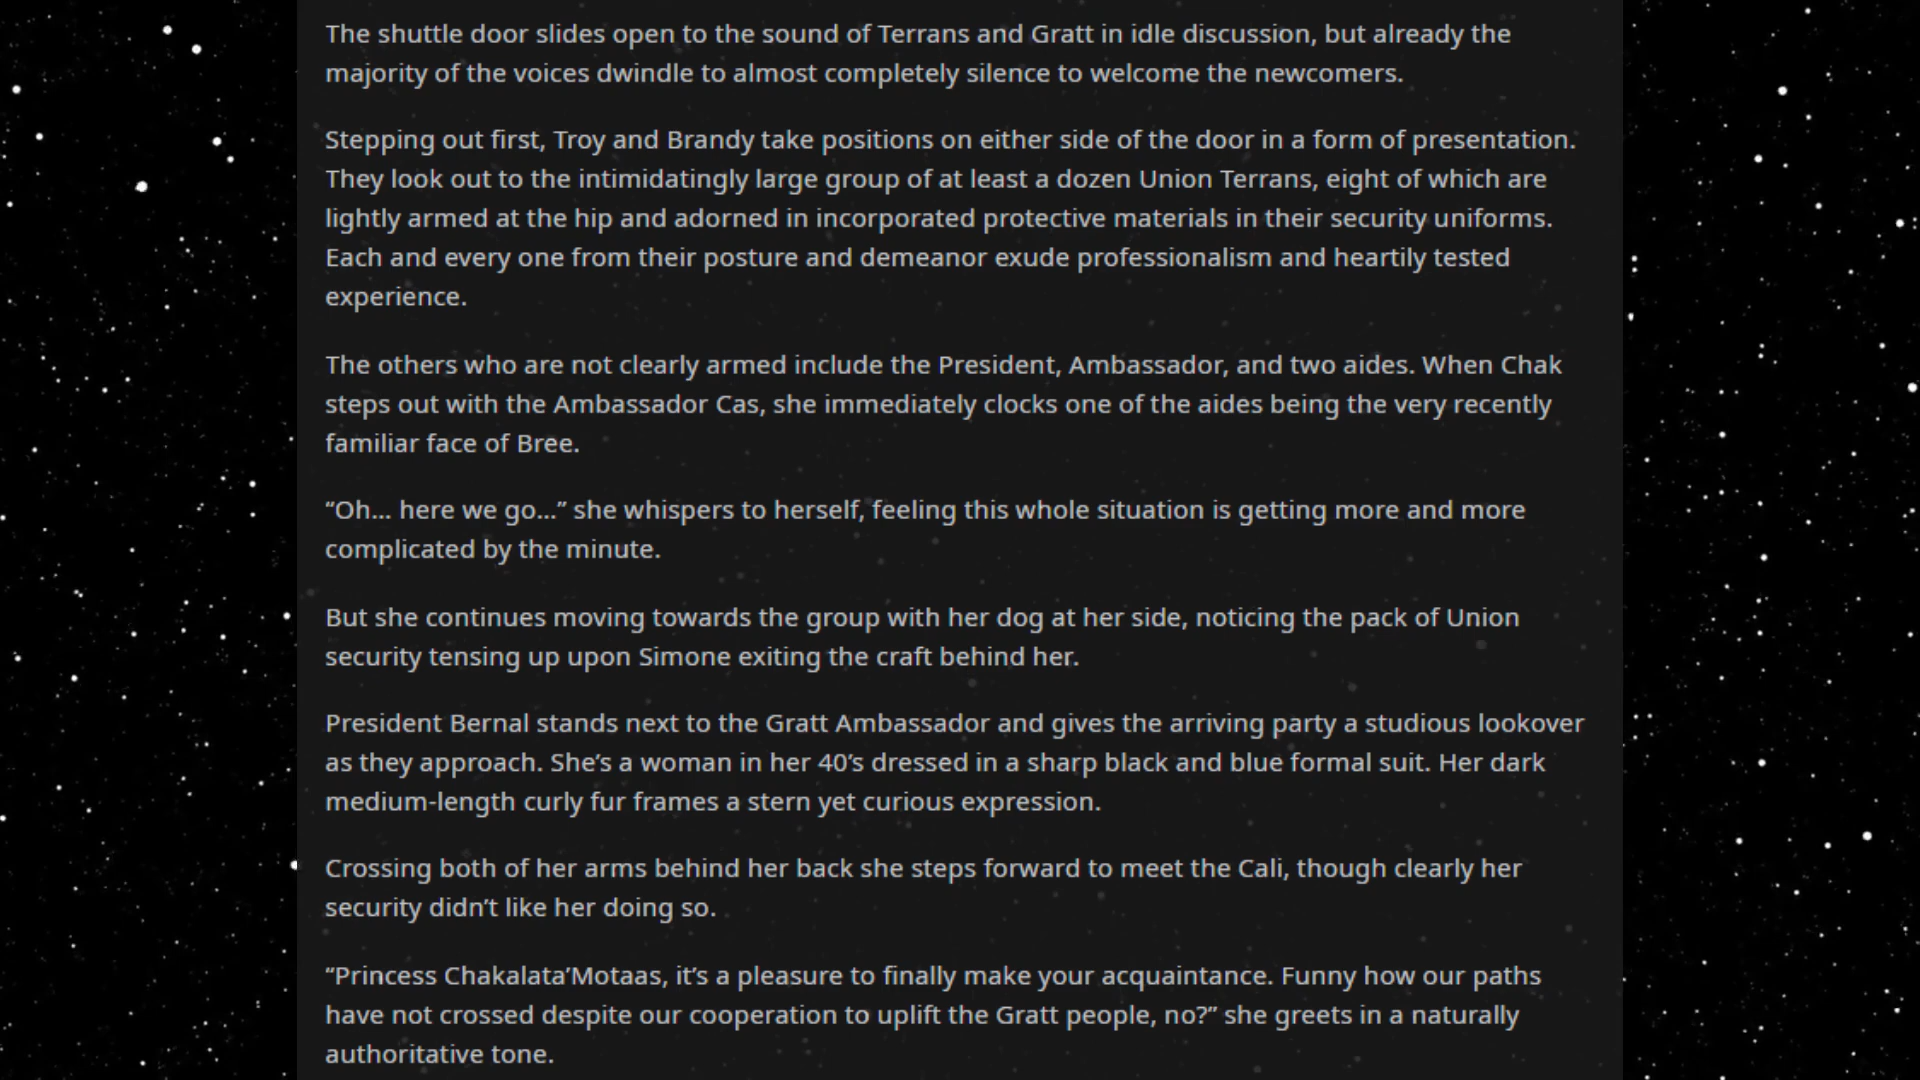 The shuttle door slides open to the sound of Terrans and Gratt in idle discussion, but already the
majority of the voices dwindle to almost completely silence to welcome the newcomers.
Stepping out first, Troy and Brandy take positions on either side of the door in a form of presentation.
They look out to the intimidatingly large group of at least a dozen Union Terrans, eight of which are
lightly armed at the hip and adorned in incorporated protective materials in their security uniforms.
Each and every one from their posture and demeanor exude professionalism and heartily tested
experience.
The others who are not clearly armed include the President, Ambassador, and two aides. When Chak
steps out with the Ambassador Cas, she immediately clocks one of the aides being the very recently
familiar face of Bree.
“Oh… here we go…” she whispers to herself, feeling this whole situation is getting more and more
complicated by the minute.
But she continues moving towards the group with her dog at her side, noticing the pack of Union
security tensing up upon Simone exiting the craft behind her.
President Bernal stands next to the Gratt Ambassador and gives the arriving party a studious lookover
as they approach. She’s a woman in her 40’s dressed in a sharp black and blue formal suit. Her dark
medium-length curly fur frames a stern yet curious expression.
Crossing both of her arms behind her back she steps forward to meet the Cali, though clearly her
security didn’t like her doing so.
“Princess Chakalata’Motaas, it’s a pleasure to finally make your acquaintance. Funny how our paths
have not crossed despite our cooperation to uplift the Gratt people, no?” she greets in a naturally
authoritative tone.